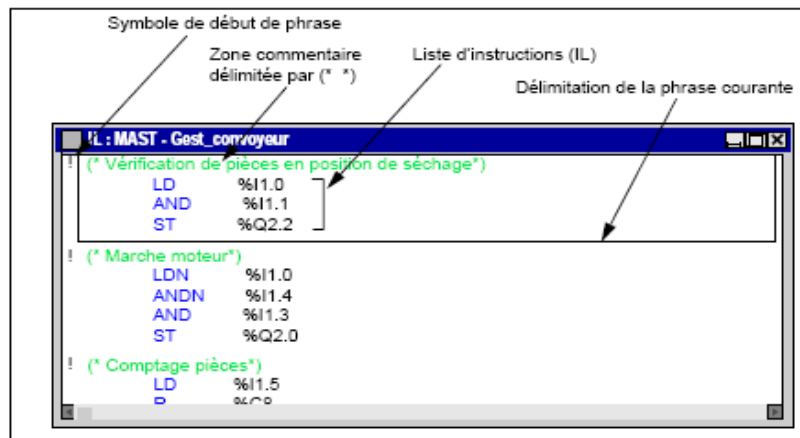 Symbole de début de phrase
Zone commentaire
délimitée par (* *)
Liste d'instructions (IL)
Délimitation de la phrase courante
IL : MAST - Gest_convoyeur
! (* Vérification de pièces en position de séchage*)
LD %I1.0
AND %I1.1
ST %Q2.2
! (* Marche moteur*)
LDN %I1.0
ANDN %I1.4
AND %I1.3
ST %Q2.0
! (* Comptage pièces*)
LD %I1.5
R %C8